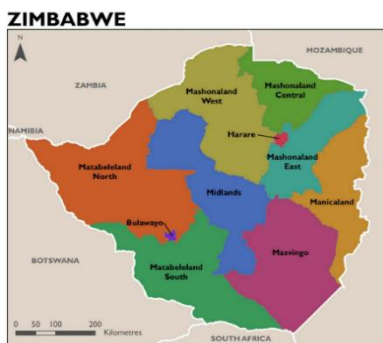 ZIMBABWE
N
MOZAMBIQUE
ZAMBIA
Mashonaland
Central
Mashonaland
West
Harare
NAMIBIA
Mashonaland
East
Matabeleland
North
Midlands
Manicaland
Bulawayo
Masvingo
BOTSWANA
Matabeleland
South
0 50 100 200
Kilometres
SOUTH AFRICA